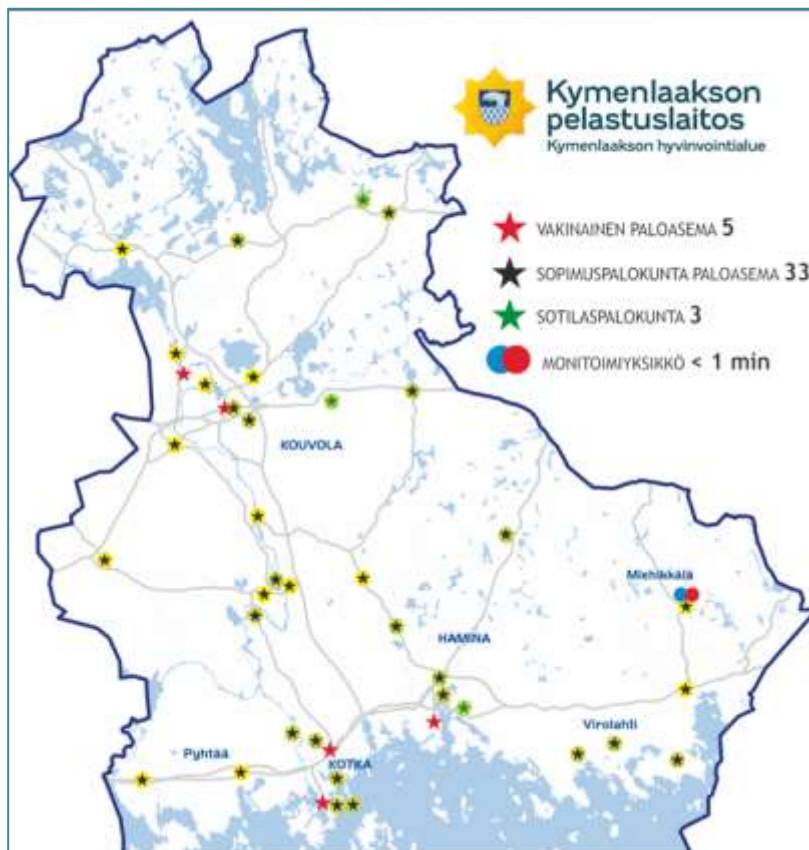 Kymenlaakson
pelastuslaitos
Kymenlaakson hyvinvointialue
VAKINAINEN PALOASEMA 5
SOPIMUSPALOKUNTA PALOASEMA 33
SOTILASPALOKUNTA 3
MONITOIMIYKSIKKÖ < 1 min
KOUVOLA
Miehikkälä
HAMINA
Virolahti
Pyhtää
KOTKA